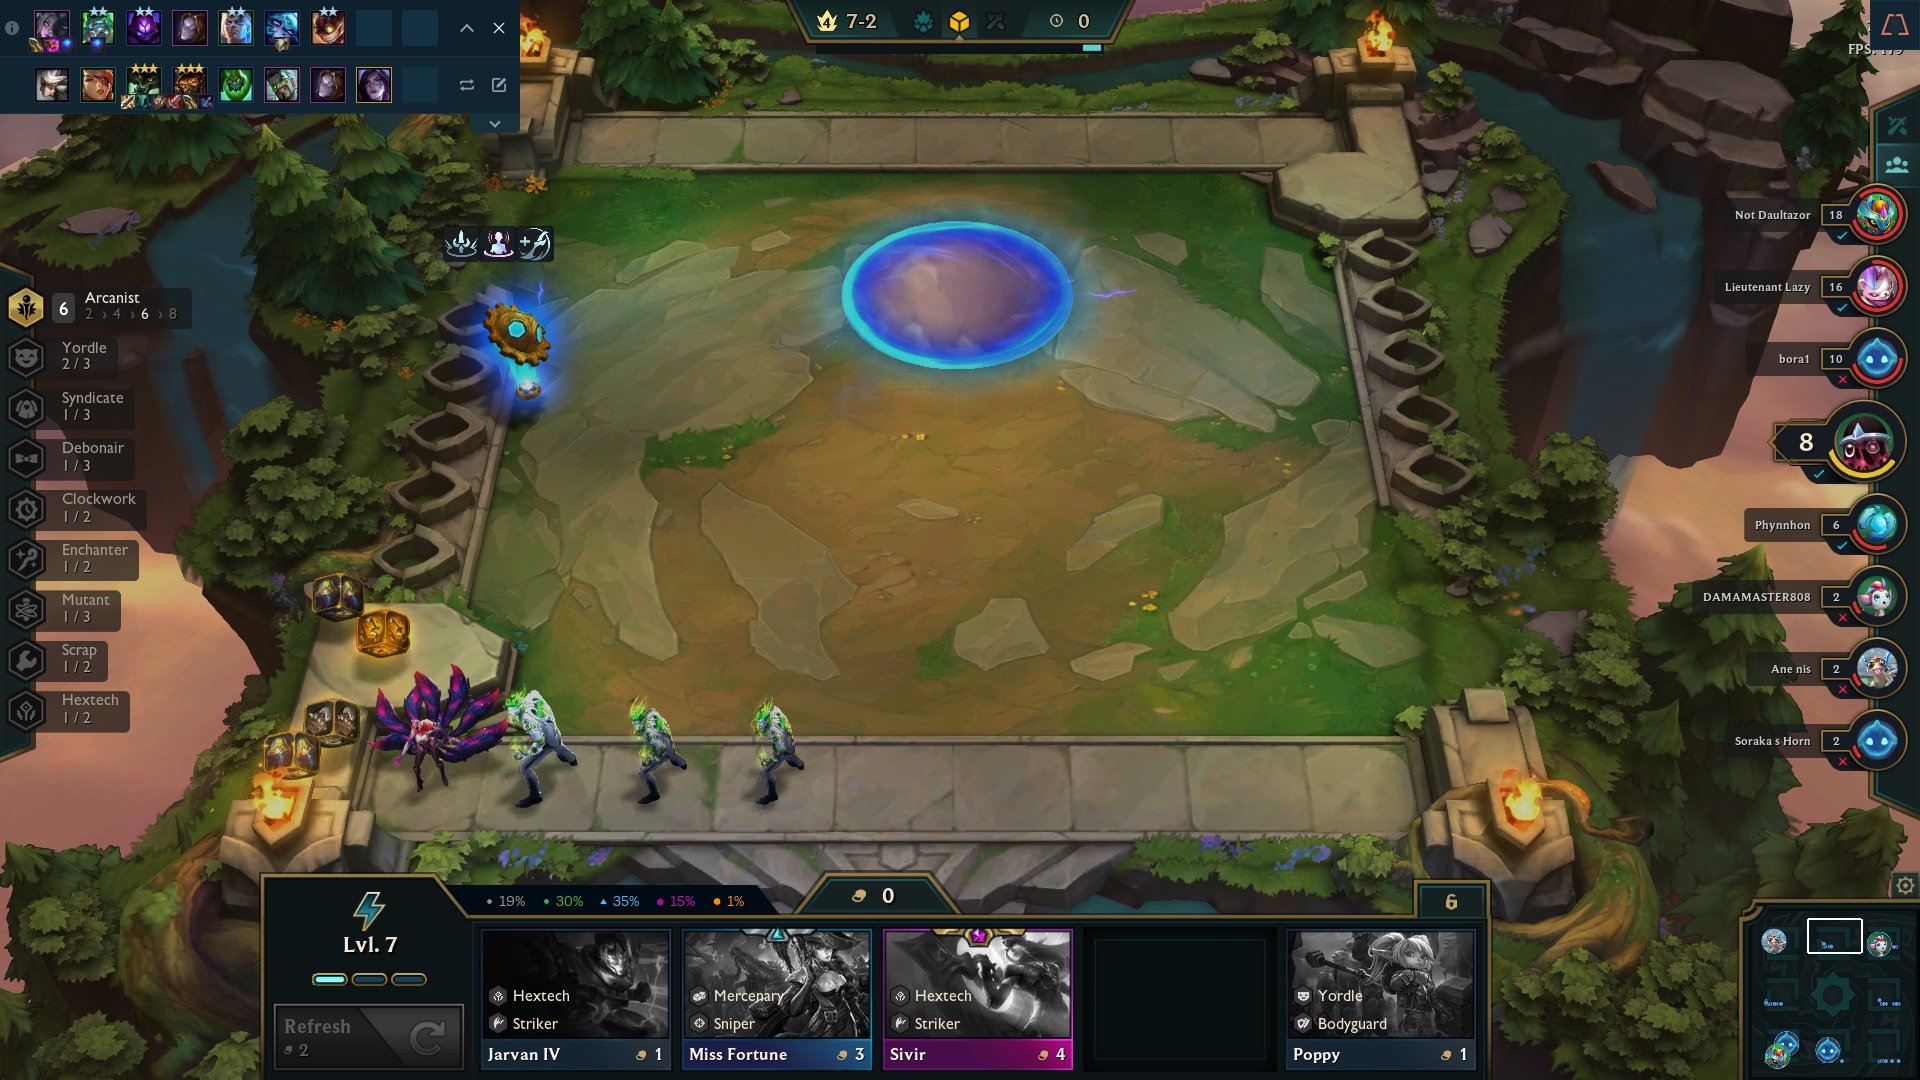 4
7-2
0
FPS:
6
Arcanist
2 › 4 › 6 › 8
Yordle
2 / 3
Syndicate
1 / 3
Debonair
1 / 3
Clockwork
1 / 2
Enchanter
1 / 2
Mutant
1 / 3
Scrap
1 / 2
Hextech
1 / 2
Not Daultazor
18
Lieutenant Lazy
16
bora1
10
8
Phynnhon
6
DAMAMASTER808
2
Ane nis
2
Soraka s Horn
2
Lvl. 7
19%
30%
35%
15%
1%
0
6
Refresh
2
Hextech
Striker
Jarvan IV
1
Mercenary
Sniper
Miss Fortune
3
Hextech
Striker
Sivir
4
Yordle
Bodyguard
Poppy
1